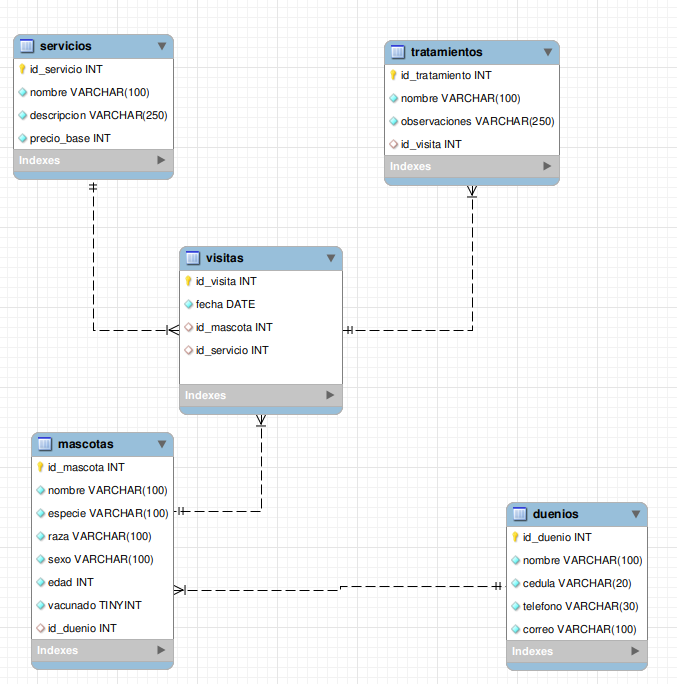 servicios
id_servicio INT
nombre VARCHAR(100)
descripcion VARCHAR(250)
precio_base INT
Indexes
tratamientos
id_tratamiento INT
nombre VARCHAR(100)
observaciones VARCHAR(250)
id_visita INT
Indexes
visitas
id_visita INT
fecha DATE
id_mascota INT
id_servicio INT
Indexes
mascotas
id_mascota INT
nombre VARCHAR(100)
especie VARCHAR(100)
raza VARCHAR(100)
sexo VARCHAR(100)
edad INT
vacunado TINYINT
id_duenio INT
Indexes
duenios
id_duenio INT
nombre VARCHAR(100)
cedula VARCHAR(20)
telefono VARCHAR(30)
correo VARCHAR(100)
Indexes